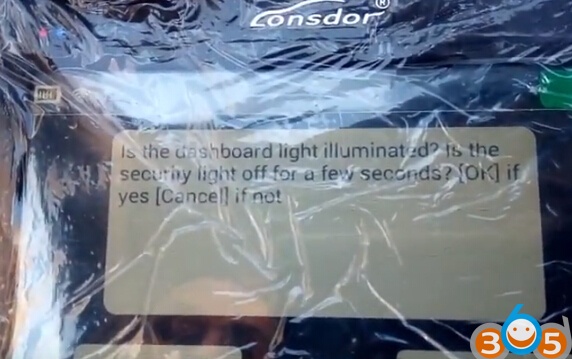 Lonsdor®
Is the dashboard light illuminated? Is the
security light off for a few seconds? [OK] if
yes [Cancel] if not
365